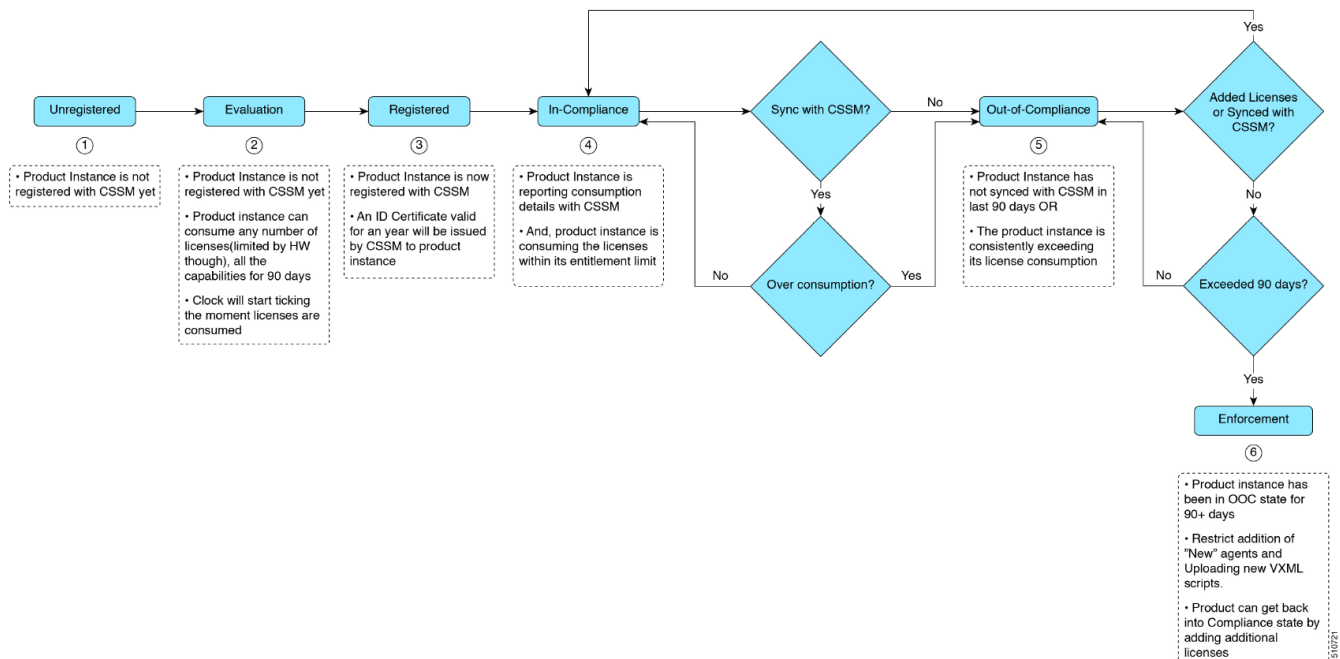 Yes
Unregistered
Evaluation
Registered
In-Compliance
Sync with CSSM?
No
Out-of-Compliance
Added Licenses
or Synced with
CSSM?
1
• Product Instance is not
registered with CSSM yet
2
• Product Instance is not
registered with CSSM yet
• Product instance can
consume any number of
licenses(limited by HW
though), all the
capabilities for 90 days
• Clock will start ticking
the moment licenses are
consumed
3
• Product Instance is now
registered with CSSM
• An ID Certificate valid
for an year will be issued
by CSSM to product
instance
4
• Product Instance is
reporting consumption
details with CSSM
• And, product instance is
consuming the licenses
within its entitlement limit
Yes
No
Over consumption?
Yes
5
• Product Instance has
not synced with CSSM in
last 90 days OR
• The product instance is
consistently exceeding
its license consumption
No
No
Exceeded 90 days?
Yes
Enforcement
6
• Product instance has
been in OOC state for
90+ days
• Restrict addition of
"New" agents and
Uploading new VXML
scripts.
• Product can get back
into Compliance state by
adding additional
licenses
510721